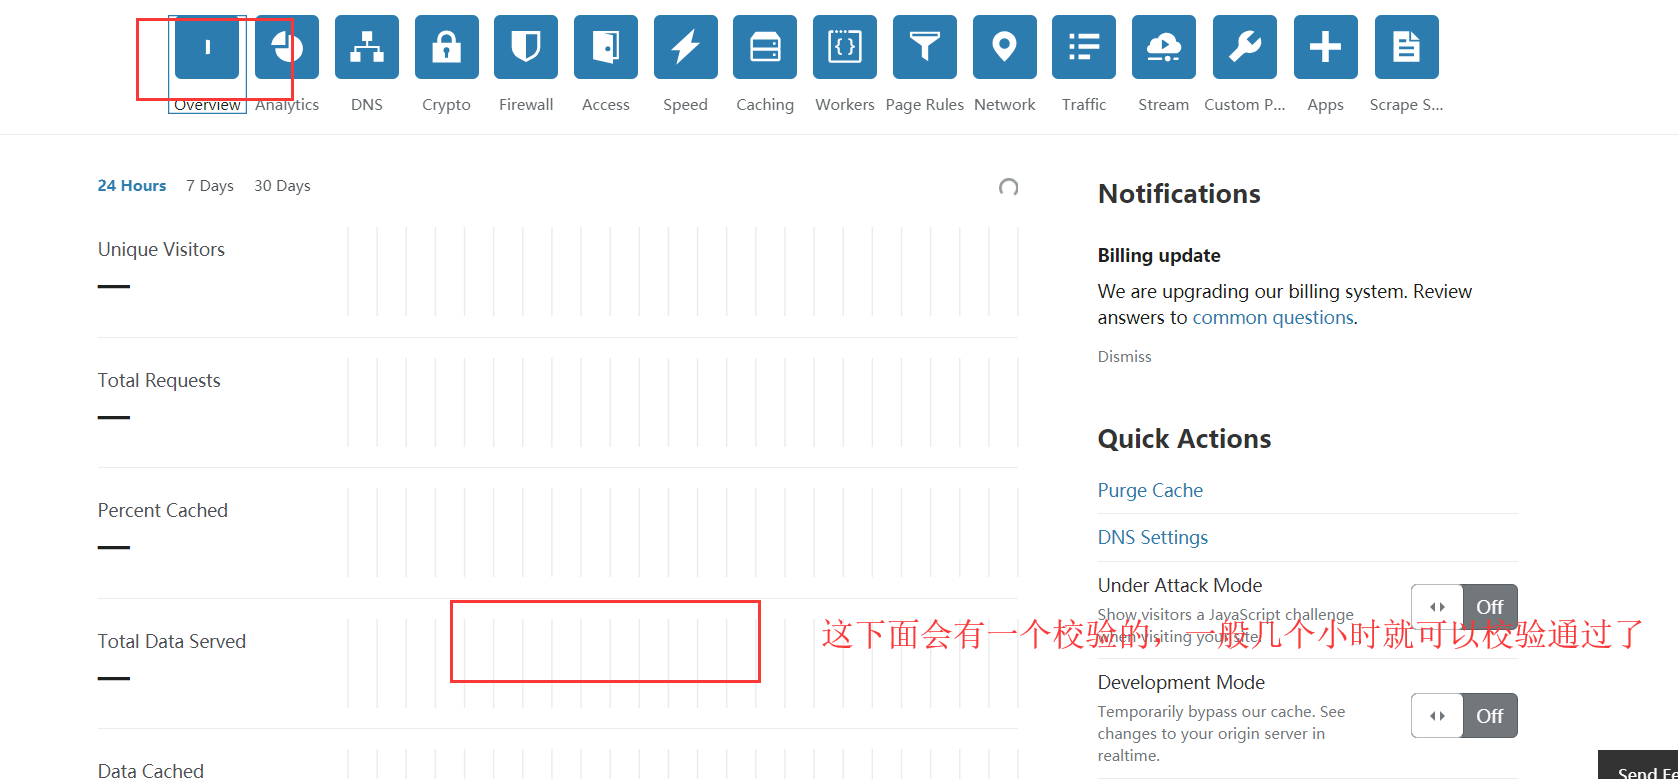 Overview Analytics DNS Crypto Firewall Access Speed Caching Workers Page Rules Network Traffic Stream Custom P... Apps Scrape S...
24 Hours 7 Days 30 Days
Unique Visitors
Total Requests
Percent Cached
Total Data Served
Data Cached
Notifications
Billing update
We are upgrading our billing system. Review
answers to common questions.
Dismiss
Quick Actions
Purge Cache
DNS Settings
Under Attack Mode
Off
Show visitors a JavaScript challenge
when visiting your site
这下面会有一个校验的，一般几个小时就可以校验通过了
Development Mode
Off
Temporarily bypass our cache. See
changes to your origin server in
realtime.
Send Fe